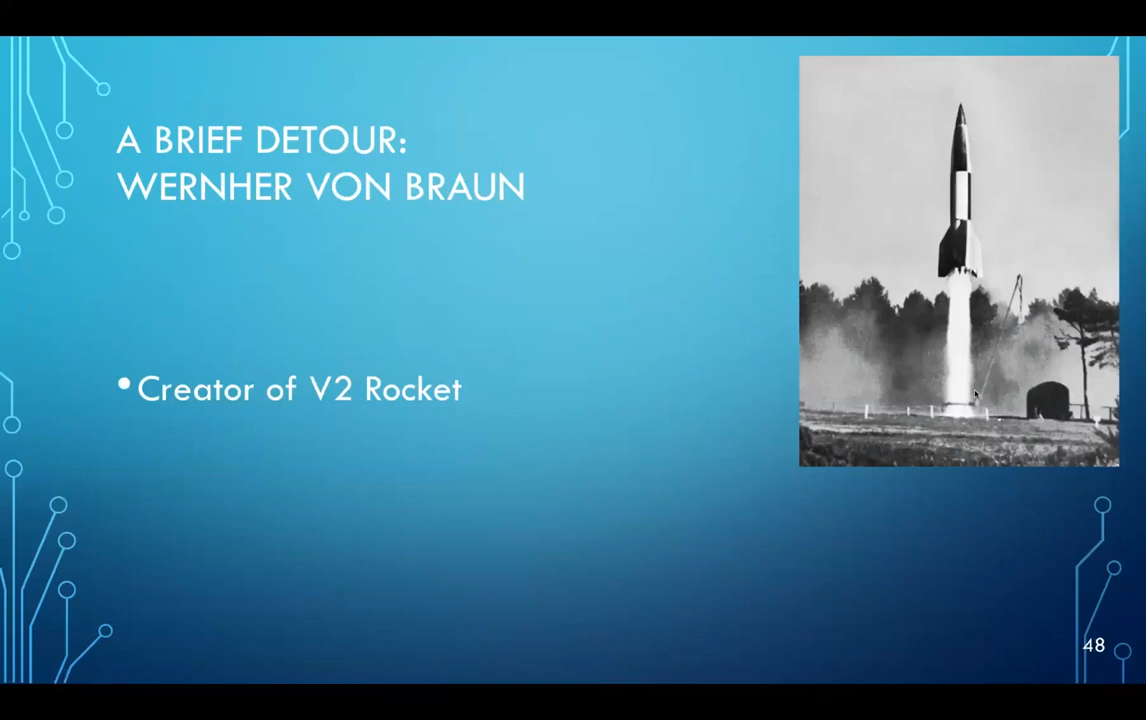 A BRIEF DETOUR:
WERNHER VON BRAUN
•Creator of V2 Rocket
48